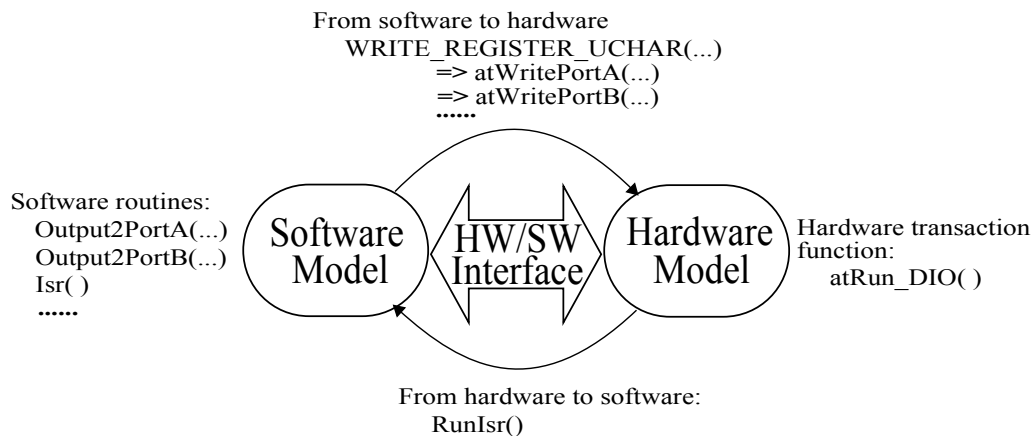 From software to hardware
WRITE_REGISTER_UCHAR(...)
=> atWritePortA(...)
=> atWritePortB(...)
......
Software routines:
Output2PortA(...)
Output2PortB(...)
Isr( )
......
Software
Model
HW/SW
Interface
Hardware
Model
Hardware transaction
function:
atRun_DIO( )
From hardware to software:
RunIsr()